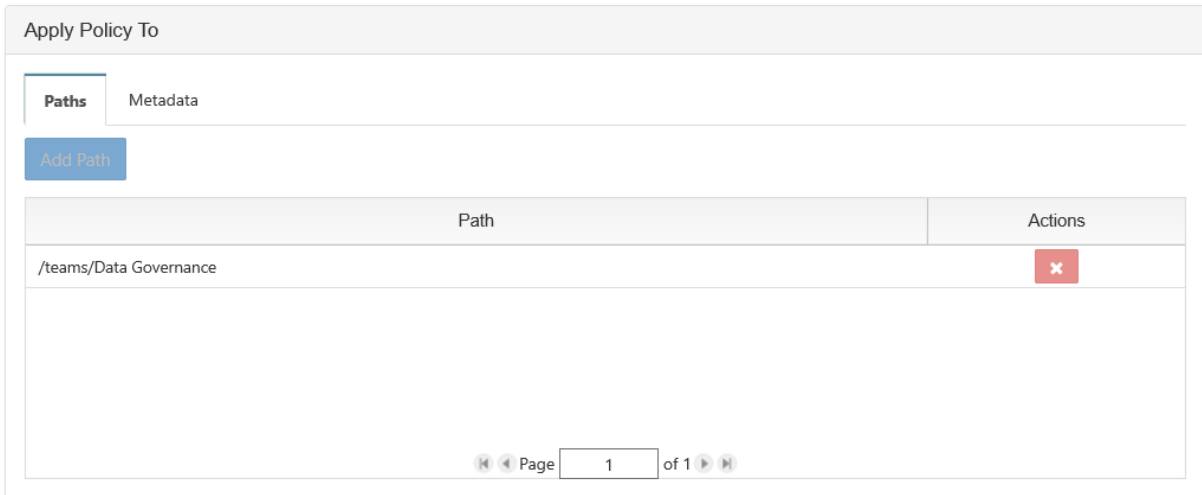 Apply Policy To
Paths Metadata
Add Path
Path Actions
/teams/Data Governance
Page 1 of 1